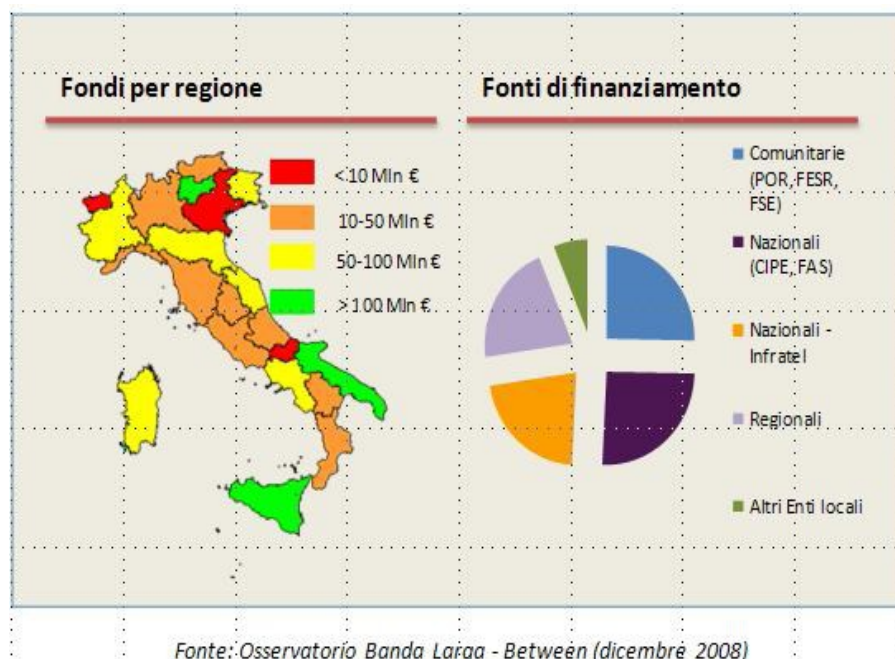 Fondi per regione
Fonti di finanziamento
<10 Mln €
10-50 Mln €
50-100 Mln €
>100 Mln €
Comunitarie
(POR, FESR,
FSE)
Nazionali
(CIPE, FAS)
Nazionali -
Infratel
Regionali
Altri Enti locali
Fonte: Osservatorio Banda Larga - Between (dicembre 2008)